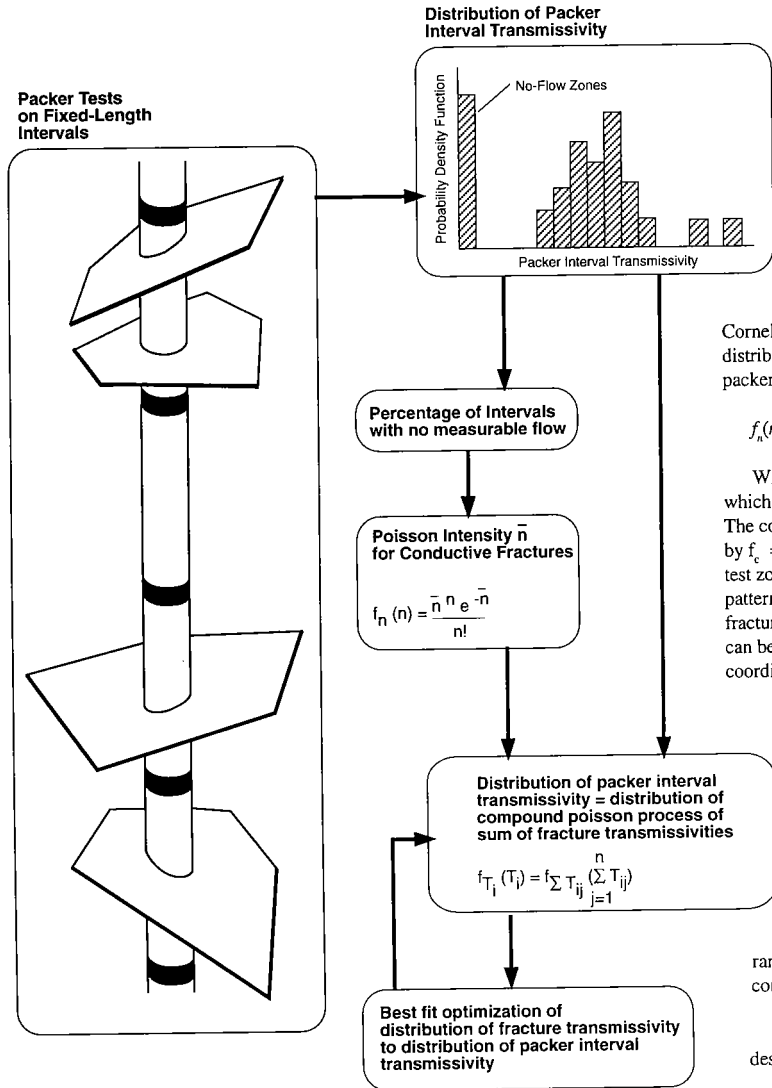 Distribution of Packer
Interval Transmissivity
Packer Tests
on Fixed-Length
Intervals
Probability Density Function
No-Flow Zones
Packer Interval Transmissivity
Percentage of Intervals
with no measurable flow
Poisson Intensity n̄
for Conductive Fractures
f_n (n) = n̄^n e^-n̄ / n!
Distribution of packer interval
transmissivity = distribution of
compound poisson process of
sum of fracture transmissivities
f_T_i (T_i) = f_Σ T_ij (Σ_{j=1}^{n} T_ij)
Best fit optimization of
distribution of fracture transmissivity
to distribution of packer interval
transmissivity
Cornel
distrib
packer
f_n(
W
which
The co
by f_c =
test zo
pattern
fractur
can be
coordi
ran
con
des